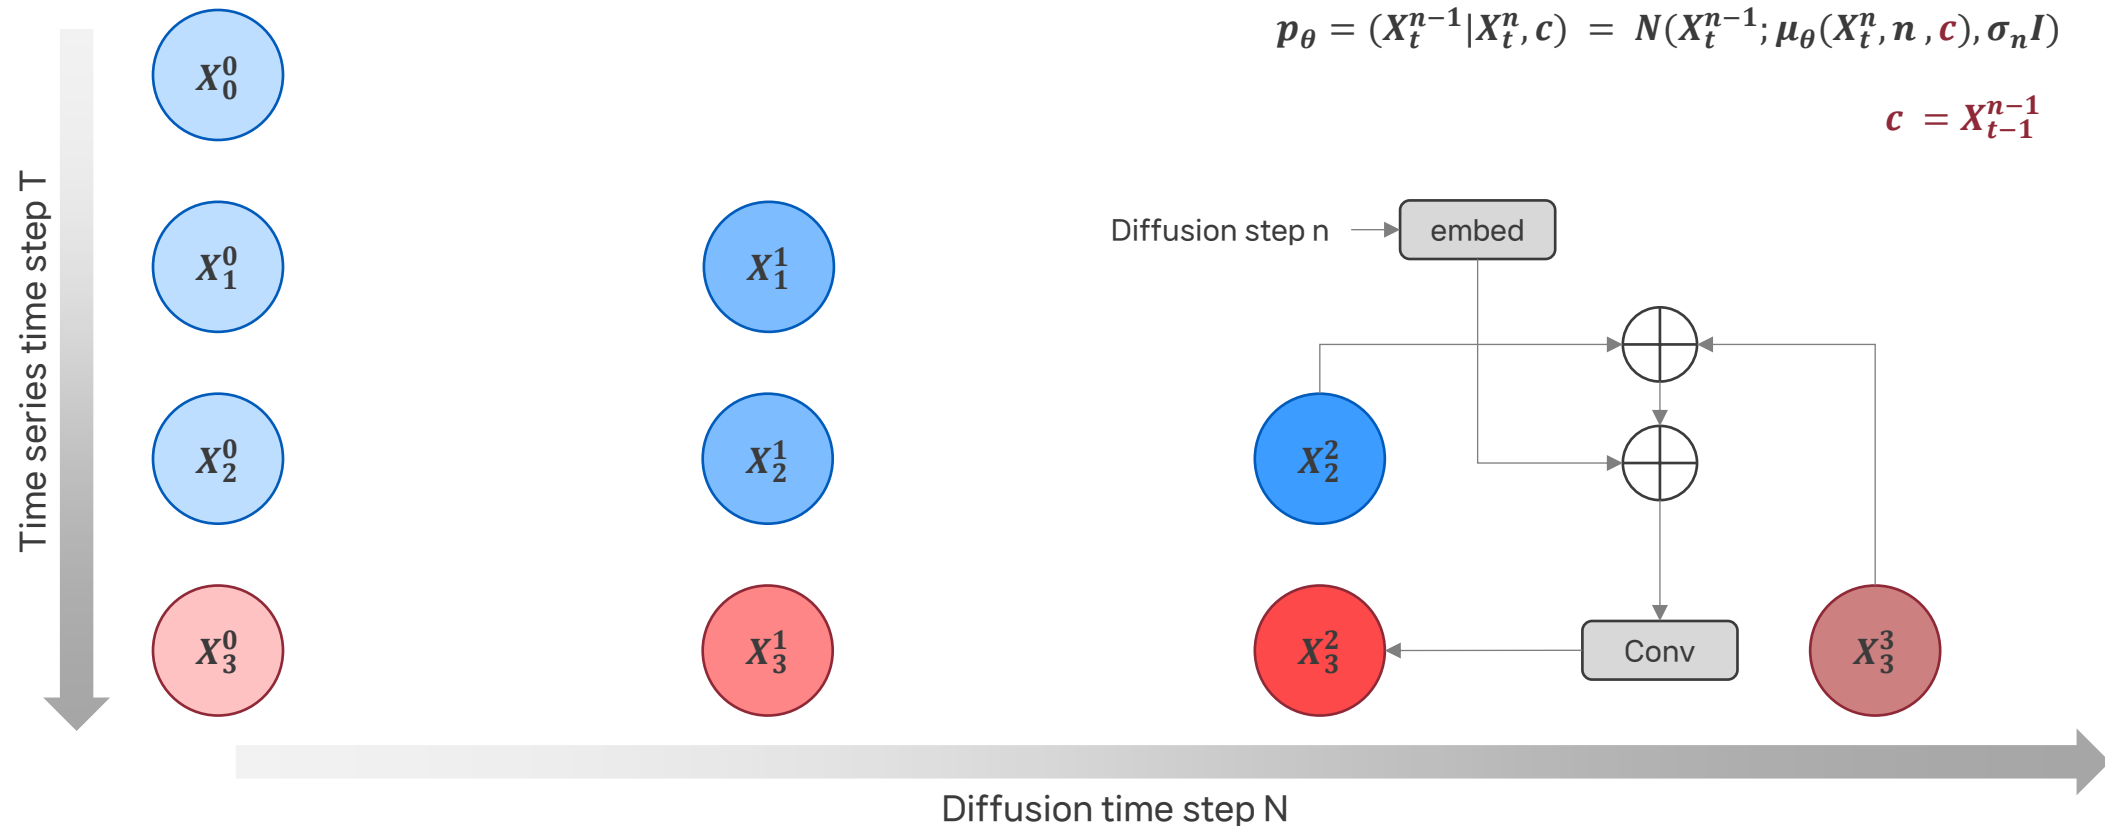 p_θ = (X_t^{n-1}|X_t^n, c) = N(X_t^{n-1}; μ_θ(X_t^n, n , c), σ_n I)
X_0^0
c = X_{t-1}^{n-1}
Time series time step T
Diffusion step n
embed
X_1^0
X_1^1
X_2^0
X_2^1
X_2^2
X_3^0
X_3^1
X_3^2
Conv
X_3^3
Diffusion time step N